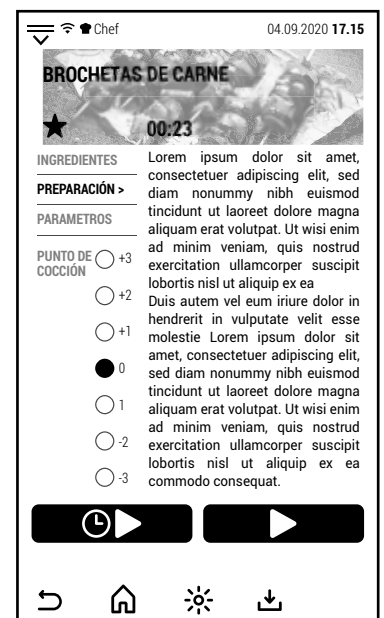 Chef 04.09.2020 17.15
BROCHETAS DE CARNE
00:23
INGREDIENTES
PREPARACIÓN >
PARAMETROS
PUNTO DE
COCCIÓN
+3
+2
+1
0
1
-2
-3
Lorem ipsum dolor sit amet,
consectetuer adipiscing elit, sed
diam nonummy nibh euismod
tincidunt ut laoreet dolore magna
aliquam erat volutpat. Ut wisi enim
ad minim veniam, quis nostrud
exercitation ullamcorper suscipit
lobortis nisl ut aliquip ex ea
Duis autem vel eum iriure dolor in
hendrerit in vulputate velit esse
molestie Lorem ipsum dolor sit
amet, consectetuer adipiscing elit,
sed diam nonummy nibh euismod
tincidunt ut laoreet dolore magna
aliquam erat volutpat. Ut wisi enim
ad minim veniam, quis nostrud
exercitation ullamcorper suscipit
lobortis nisl ut aliquip ex ea
commodo consequat.